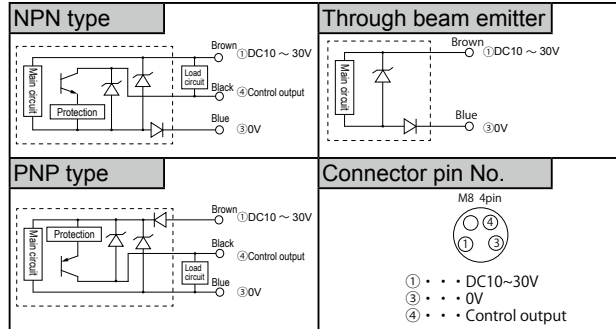 NPN type
Main circuit
Protection
Load circuit
Brown ①DC10 ～ 30V
Black ④Control output
Blue ③0V
Through beam emitter
Main circuit
Brown ①DC10 ～ 30V
Blue ③0V
PNP type
Main circuit
Protection
Load circuit
Brown ①DC10 ～ 30V
Black ④Control output
Blue ③0V
Connector pin No.
M8 4pin
④
① ③
①・・・DC10~30V
③・・・0V
④・・・Control output